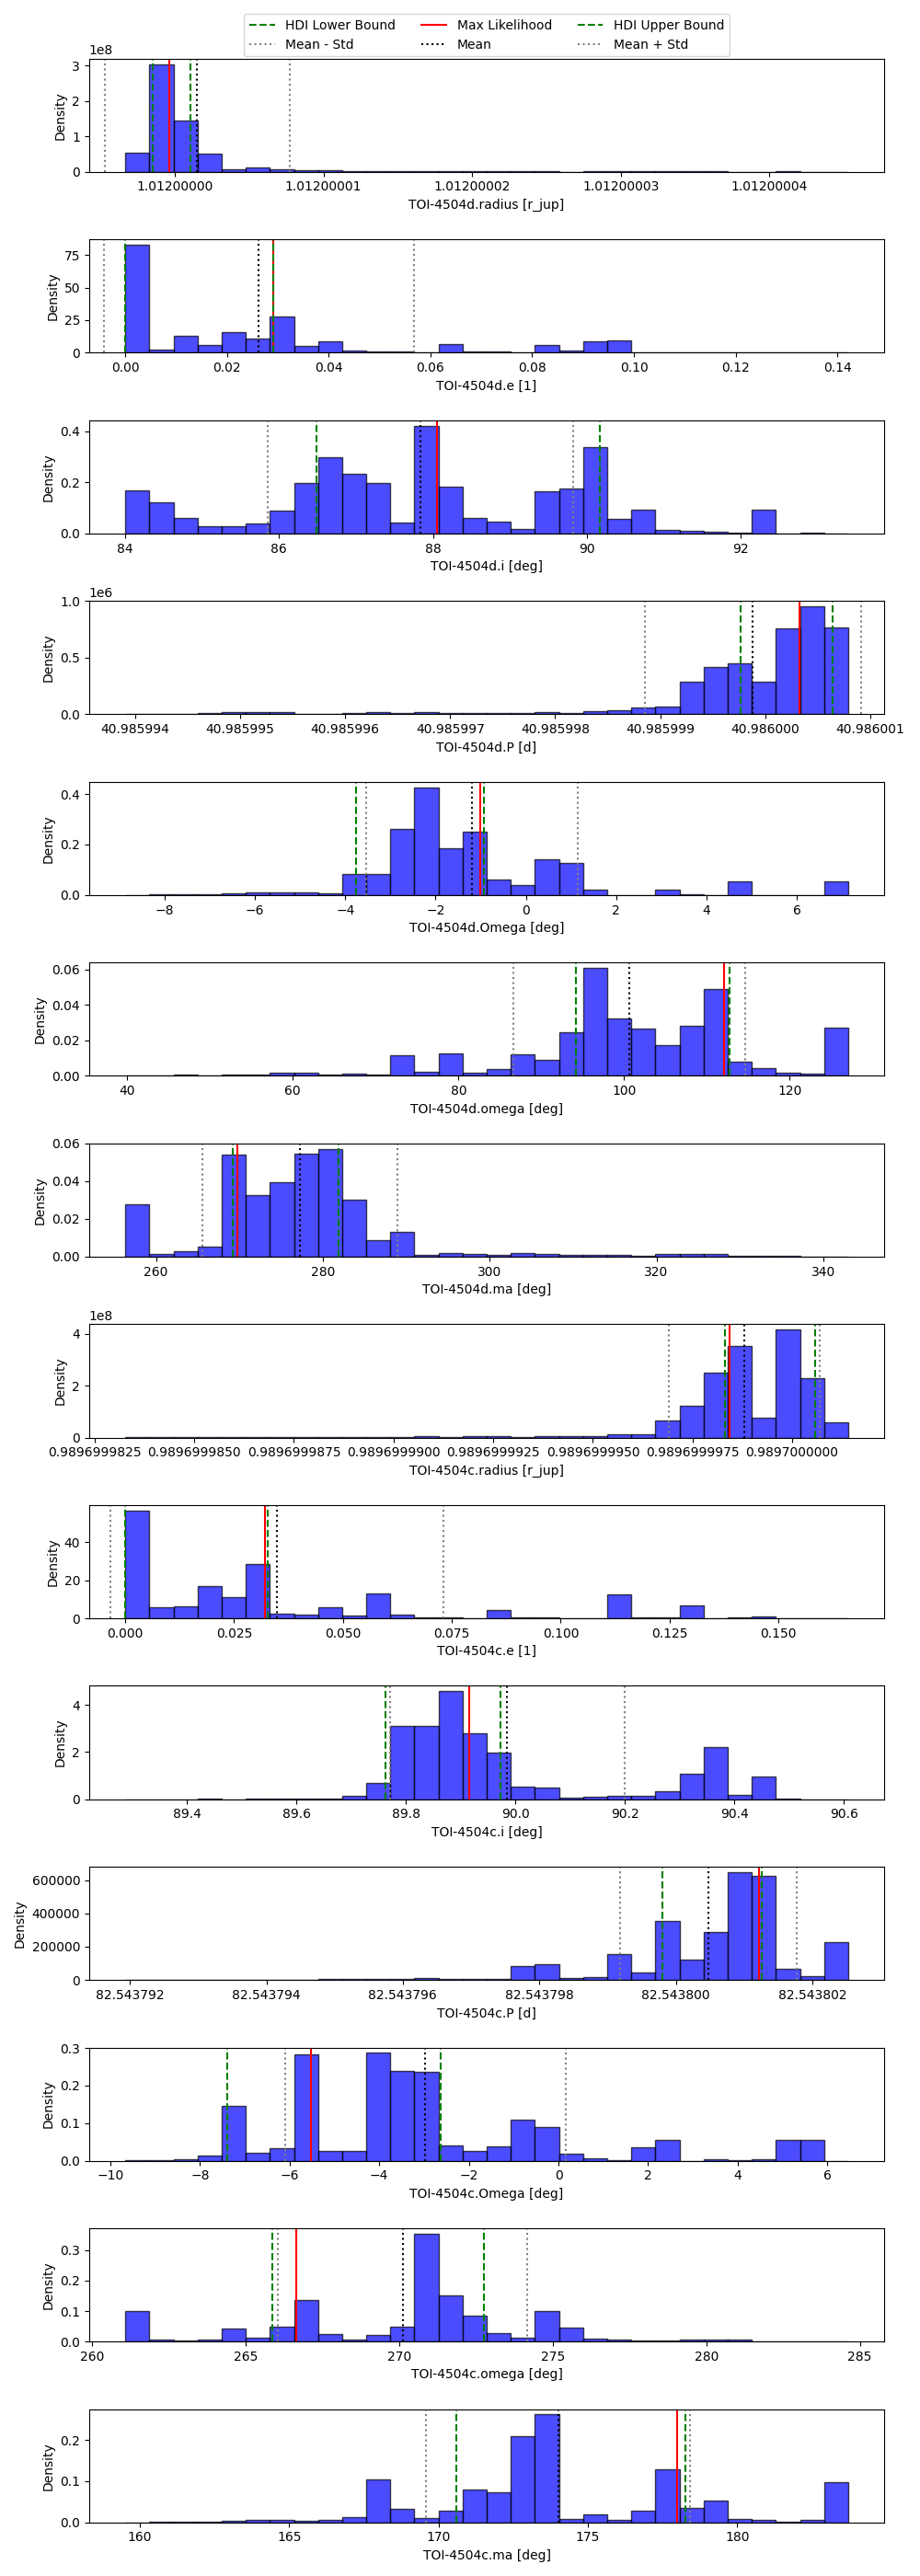 HDI Lower Bound Max Likelihood HDI Upper Bound
Mean - Std Mean Mean + Std
1e8
Density
3
2
1
0
1.01200000 1.01200001 1.01200002 1.01200003 1.01200004
TOI-4504d.radius [r_jup]
Density
75
50
25
0
0.00 0.02 0.04 0.06 0.08 0.10 0.12 0.14
TOI-4504d.e [1]
Density
0.4
0.2
0.0
84 86 88 90 92
TOI-4504d.i [deg]
1e6
Density
1.0
0.5
0.0
40.985994 40.985995 40.985996 40.985997 40.985998 40.985999 40.986000 40.986001
TOI-4504d.P [d]
Density
0.4
0.2
0.0
−8 −6 −4 −2 0 2 4 6
TOI-4504d.Omega [deg]
Density
0.06
0.04
0.02
0.00
40 60 80 100 120
TOI-4504d.omega [deg]
Density
0.06
0.04
0.02
0.00
260 280 300 320 340
TOI-4504d.ma [deg]
1e8
Density
4
2
0
0.9896999825 0.9896999850 0.9896999875 0.9896999900 0.9896999925 0.9896999950 0.9896999975 0.9897000000
TOI-4504c.radius [r_jup]
Density
40
20
0
0.000 0.025 0.050 0.075 0.100 0.125 0.150
TOI-4504c.e [1]
Density
4
2
0
89.4 89.6 89.8 90.0 90.2 90.4 90.6
TOI-4504c.i [deg]
Density
600000
400000
200000
0
82.543792 82.543794 82.543796 82.543798 82.543800 82.543802
TOI-4504c.P [d]
Density
0.3
0.2
0.1
0.0
−10 −8 −6 −4 −2 0 2 4 6
TOI-4504c.Omega [deg]
Density
0.3
0.2
0.1
0.0
260 265 270 275 280 285
TOI-4504c.omega [deg]
Density
0.2
0.1
0.0
160 165 170 175 180
TOI-4504c.ma [deg]